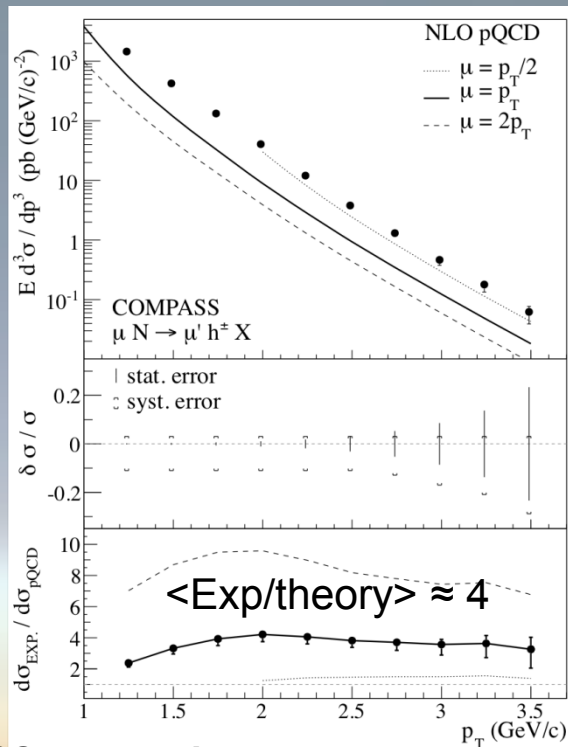 NLO pQCD
μ = p_T/2
μ = p_T
μ = 2p_T
E d³σ / dp³ (pb (GeV/c)⁻²)
10³
10²
10
1
10⁻¹
COMPASS
μ N → μ' h± X
δ σ / σ
0.2
0
-0.2
stat. error
syst. error
dσ_EXP. / dσ_pQCD
10
8
6
4
2
<Exp/theory> ≈ 4
1 1.5 2 2.5 3 3.5
p_T (GeV/c)